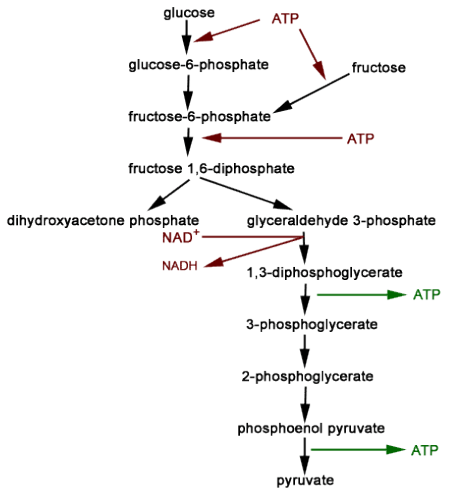 glucose
ATP
glucose-6-phosphate
fructose
fructose-6-phosphate
ATP
fructose 1,6-diphosphate
dihydroxyacetone phosphate
glyceraldehyde 3-phosphate
NAD+
NADH
1,3-diphosphoglycerate
ATP
3-phosphoglycerate
2-phosphoglycerate
phosphoenol pyruvate
ATP
pyruvate